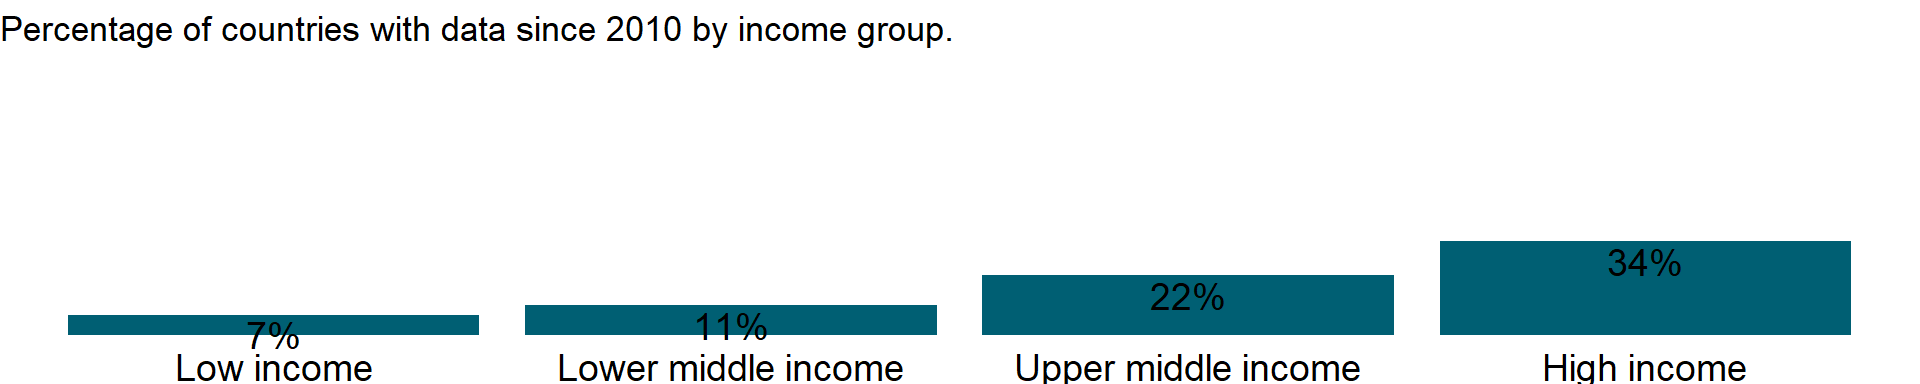 Percentage of countries with data since 2010 by income group.
34%
22%
11%
7%
Low income Lower middle income Upper middle income High income